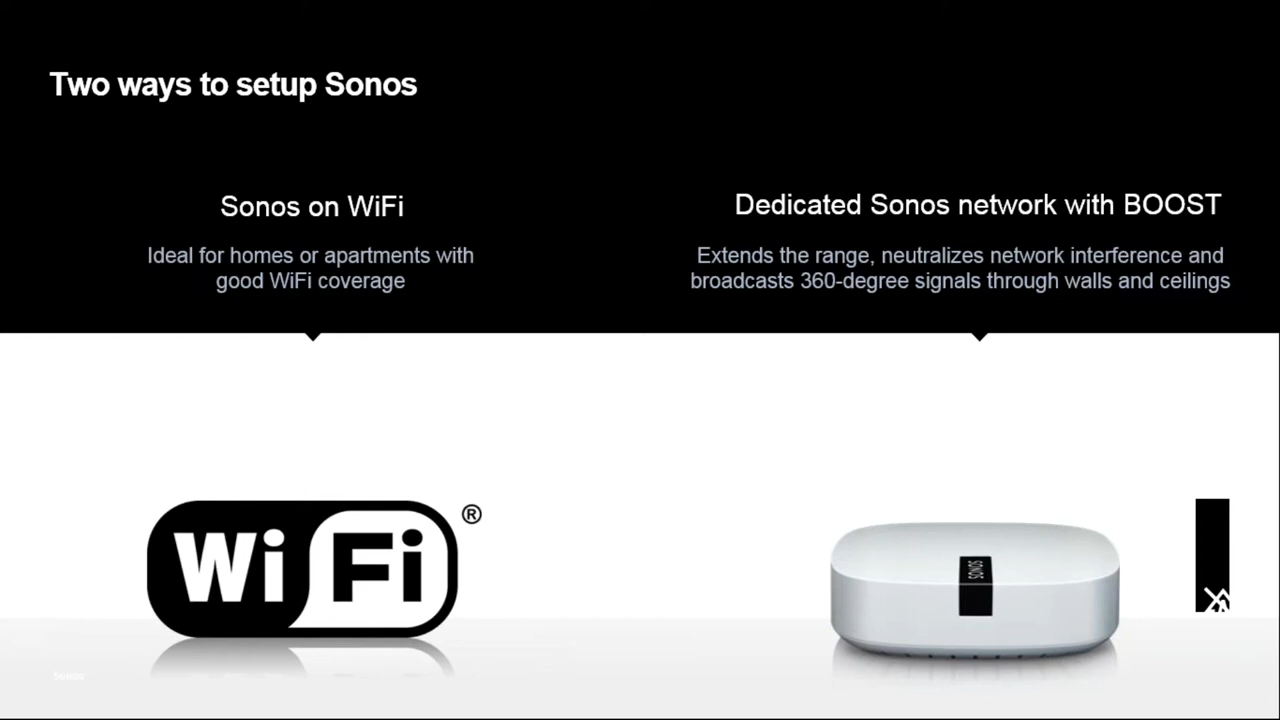 Two ways to setup Sonos
Sonos on WiFi
Ideal for homes or apartments with
good WiFi coverage
Dedicated Sonos network with BOOST
Extends the range, neutralizes network interference and
broadcasts 360-degree signals through walls and ceilings
WiFi®
SONOS